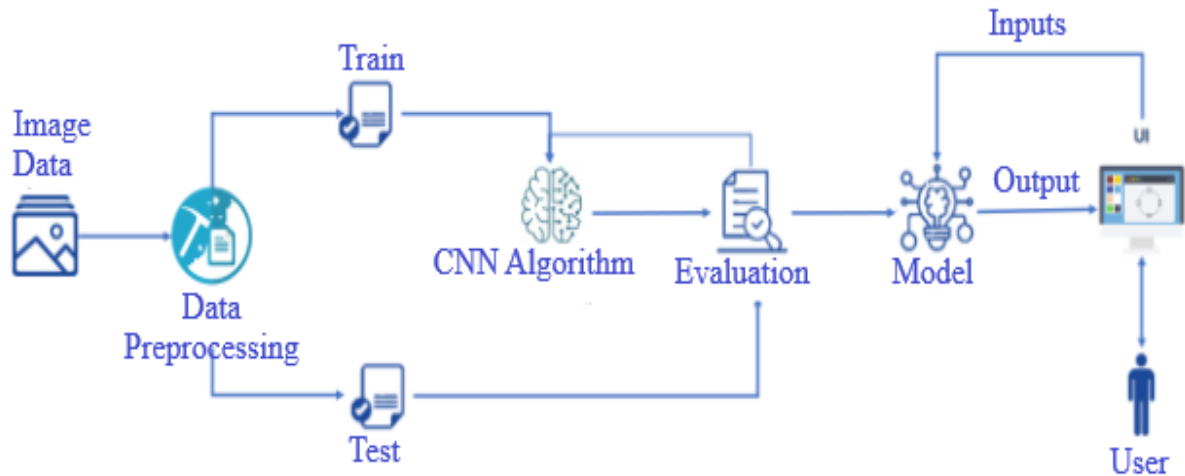 Inputs
Train
Image
Data
UI
Output
CNN Algorithm
Evaluation
Model
Data
Preprocessing
Test
User